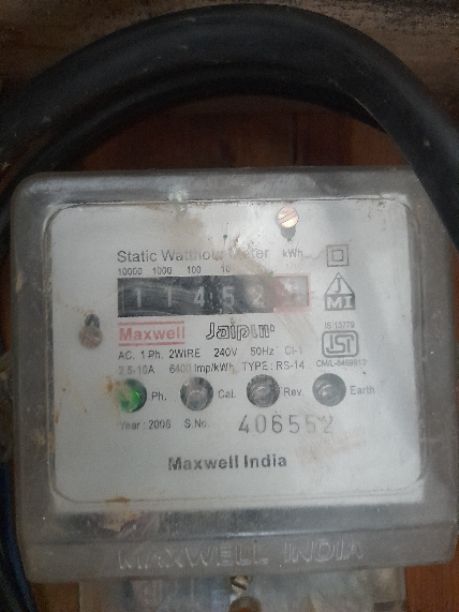 Static Watthour Meter kWh
10000 1000 100 10
1 1 4 5 2
JMI
IS 13779
Maxwell Jaipur
AC. 1-Ph. 2WIRE 240V 50Hz Cl-1
2.5-10A 6400 Imp/kWh TYPE : RS-14
Ph. Cal. Rev. Earth
Year : 2006 S.No. 406552
Maxwell India
MAXWELL INDIA